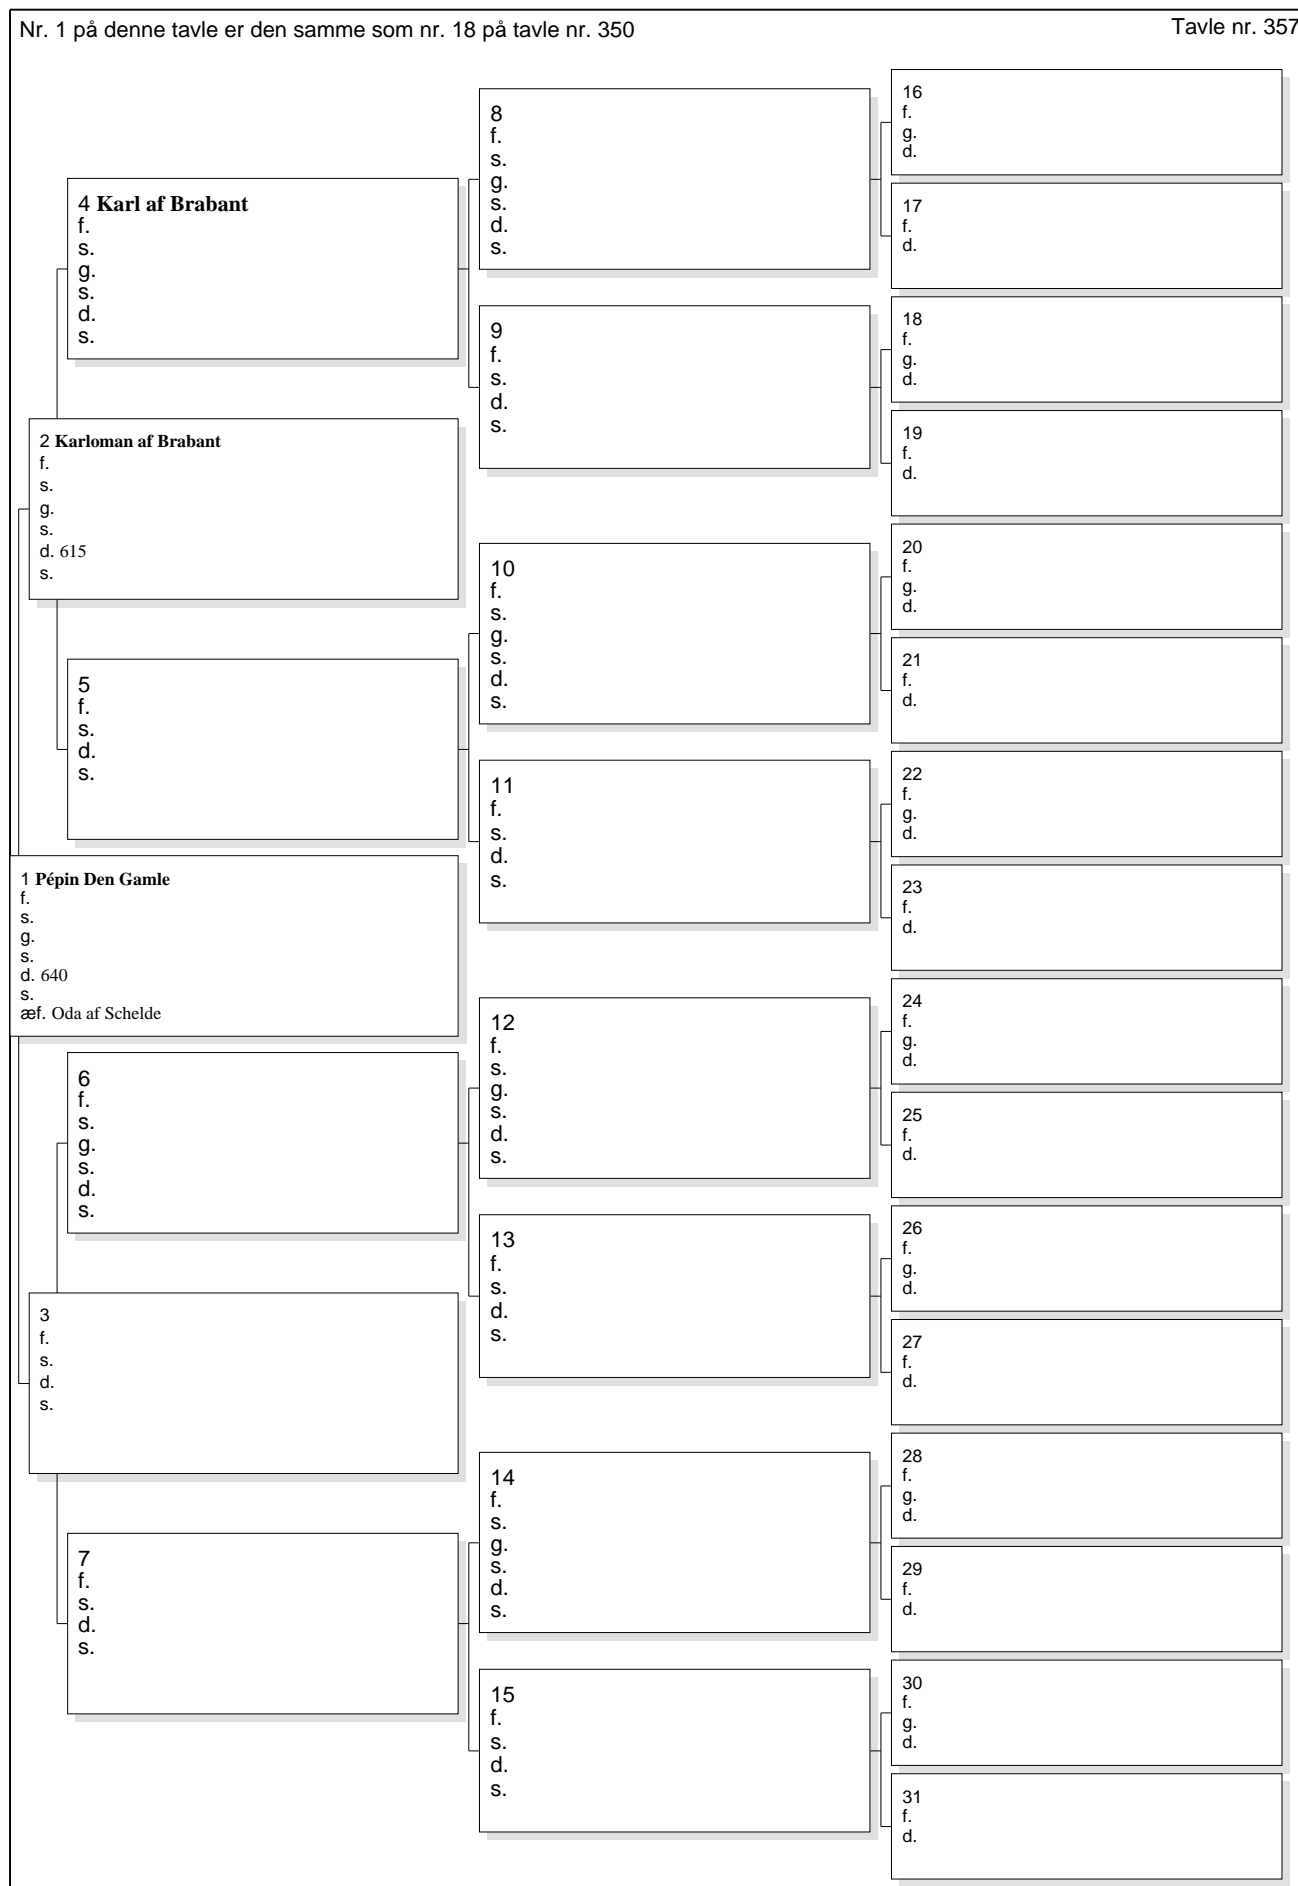 Nr. 1 på denne tavle er den samme som nr. 18 på tavle nr. 350
Tavle nr. 357
1 Pépin Den Gamle
f.
s.
g.
s.
d. 640
s.
æf. Oda af Schelde
2 Karloman af Brabant
f.
s.
g.
s.
d. 615
s.
3
f.
s.
d.
s.
4 Karl af Brabant
f.
s.
g.
s.
d.
s.
5
f.
s.
d.
s.
6
f.
s.
g.
s.
d.
s.
7
f.
s.
d.
s.
8
f.
s.
g.
s.
d.
s.
9
f.
s.
d.
s.
10
f.
s.
g.
s.
d.
s.
11
f.
s.
d.
s.
12
f.
s.
g.
s.
d.
s.
13
f.
s.
d.
s.
14
f.
s.
g.
s.
d.
s.
15
f.
s.
d.
s.
16
f.
g.
d.
17
f.
d.
18
f.
g.
d.
19
f.
d.
20
f.
g.
d.
21
f.
d.
22
f.
g.
d.
23
f.
d.
24
f.
g.
d.
25
f.
d.
26
f.
g.
d.
27
f.
d.
28
f.
g.
d.
29
f.
d.
30
f.
g.
d.
31
f.
d.